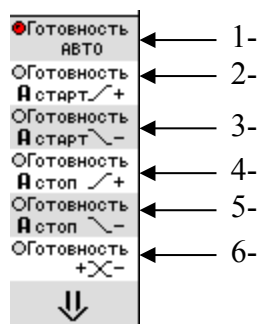 Готовность 1-
АВТО
Готовность 2-
А старт +
Готовность 3-
А старт -
Готовность 4-
А стоп +
Готовность 5-
А стоп -
Готовность 6-
+ -